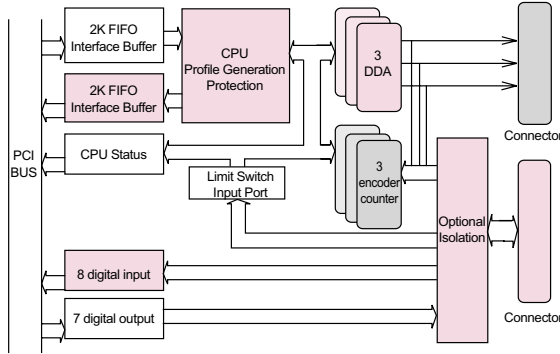 2K FIFO
Interface Buffer
CPU
Profile Generation
Protection
3
DDA
2K FIFO
Interface Buffer
Connector
PCI
BUS
CPU Status
Limit Switch
Input Port
3
encoder
counter
Optional
Isolation
8 digital input
7 digital output
Connector